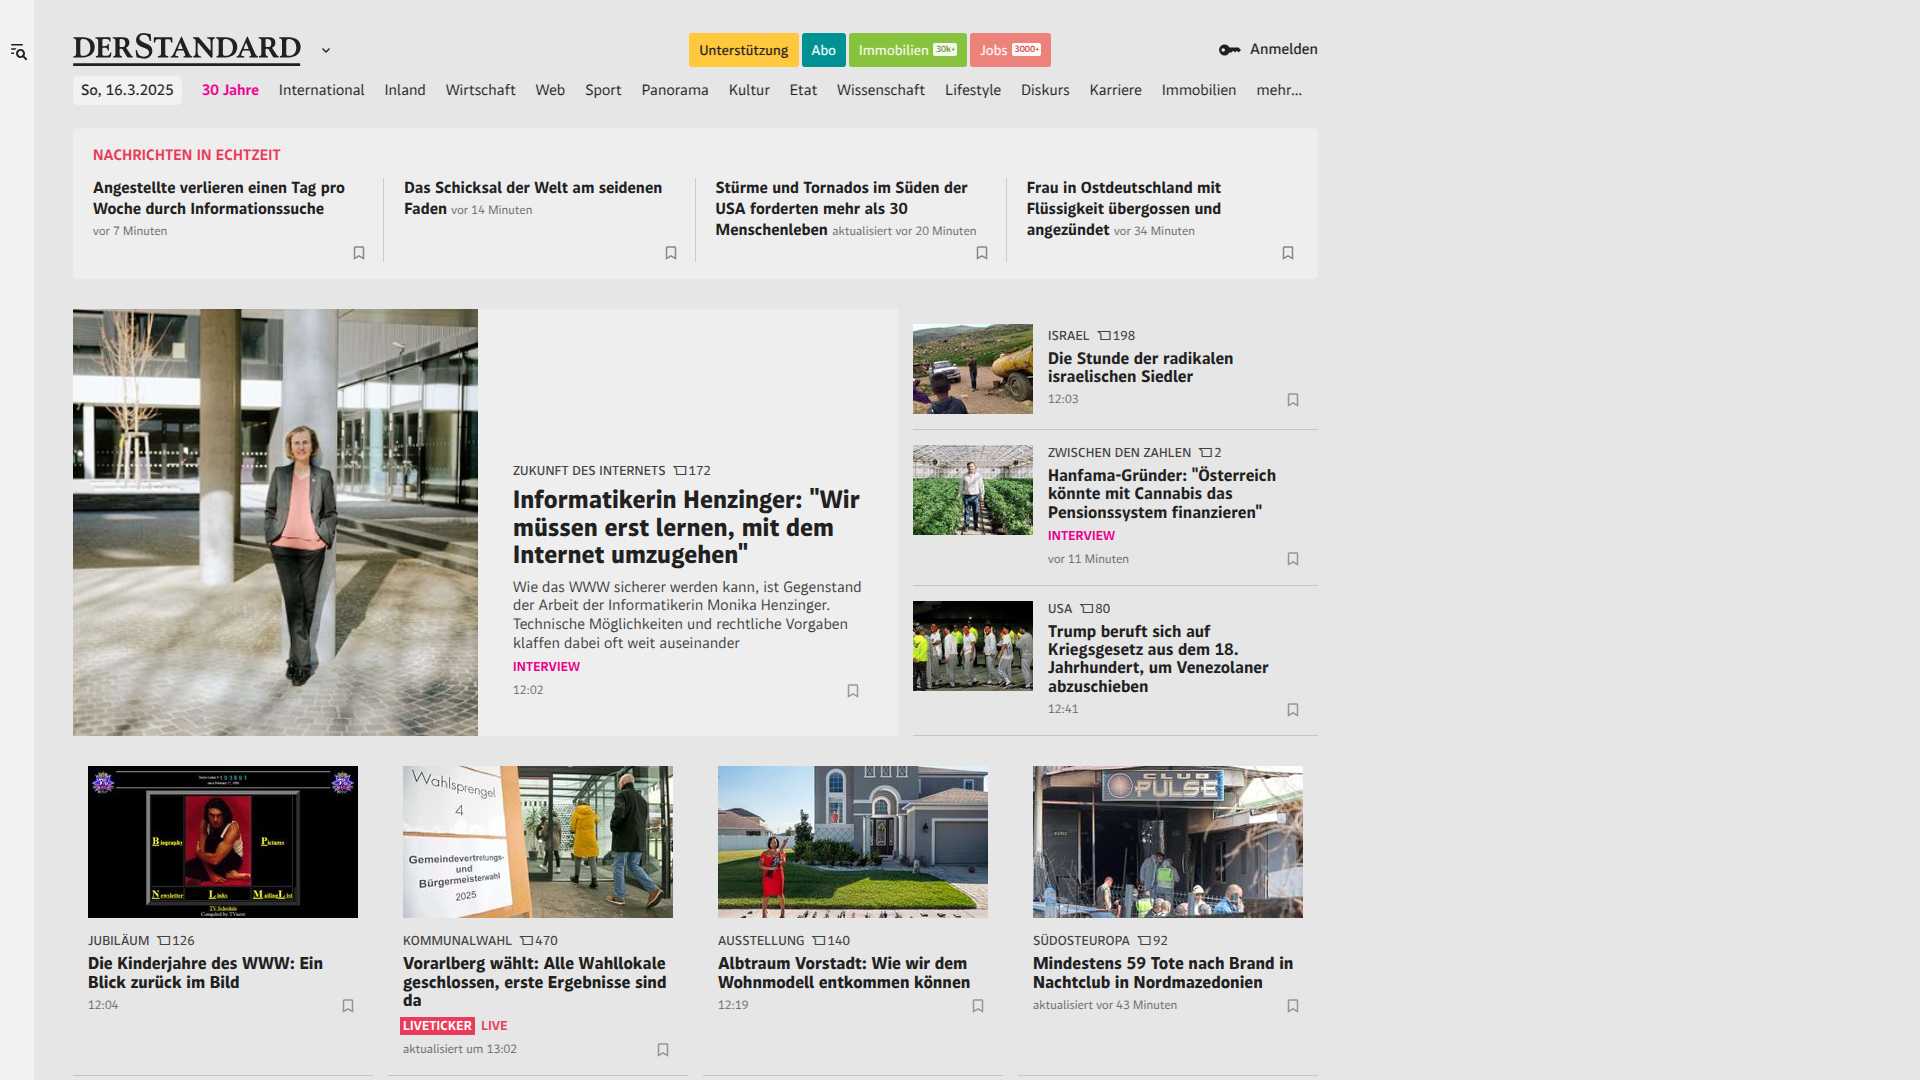 DERSTANDARD
Unterstützung
Abo
Immobilien 30k+
Jobs 3000+
Anmelden
So, 16.3.2025
30 Jahre
International
Inland
Wirtschaft
Web
Sport
Panorama
Kultur
Etat
Wissenschaft
Lifestyle
Diskurs
Karriere
Immobilien
mehr...
NACHRICHTEN IN ECHTZEIT
Angestellte verlieren einen Tag pro
Woche durch Informationssuche
vor 7 Minuten
Das Schicksal der Welt am seidenen
Faden vor 14 Minuten
Stürme und Tornados im Süden der
USA forderten mehr als 30
Menschenleben aktualisiert vor 20 Minuten
Frau in Ostdeutschland mit
Flüssigkeit übergossen und
angezündet vor 34 Minuten
ZUKUNFT DES INTERNETS 172
Informatikerin Henzinger: "Wir
müssen erst lernen, mit dem
Internet umzugehen"
Wie das WWW sicherer werden kann, ist Gegenstand
der Arbeit der Informatikerin Monika Henzinger.
Technische Möglichkeiten und rechtliche Vorgaben
klaffen dabei oft weit auseinander
INTERVIEW
12:02
ISRAEL 198
Die Stunde der radikalen
israelischen Siedler
12:03
ZWISCHEN DEN ZAHLEN 2
Hanfama-Gründer: "Österreich
könnte mit Cannabis das
Pensionssystem finanzieren"
INTERVIEW
vor 11 Minuten
USA 80
Trump beruft sich auf
Kriegsgesetz aus dem 18.
Jahrhundert, um Venezolaner
abzuschieben
12:41
Biography
Pictures
Newsletter
Links
MailingList
TV Schedule
JUBILÄUM 126
Die Kinderjahre des WWW: Ein
Blick zurück im Bild
12:04
Wahlsprengel
4
Gemeindevertretungs-
und
Bürgermeisterwahl
2025
KOMMUNALWAHL 470
Vorarlberg wählt: Alle Wahllokale
geschlossen, erste Ergebnisse sind
da
LIVETICKER LIVE
aktualisiert um 13:02
AUSSTELLUNG 140
Albtraum Vorstadt: Wie wir dem
Wohnmodell entkommen können
12:19
CLUB
PULSE
SÜDOSTEUROPA 92
Mindestens 59 Tote nach Brand in
Nachtclub in Nordmazedonien
aktualisiert vor 43 Minuten